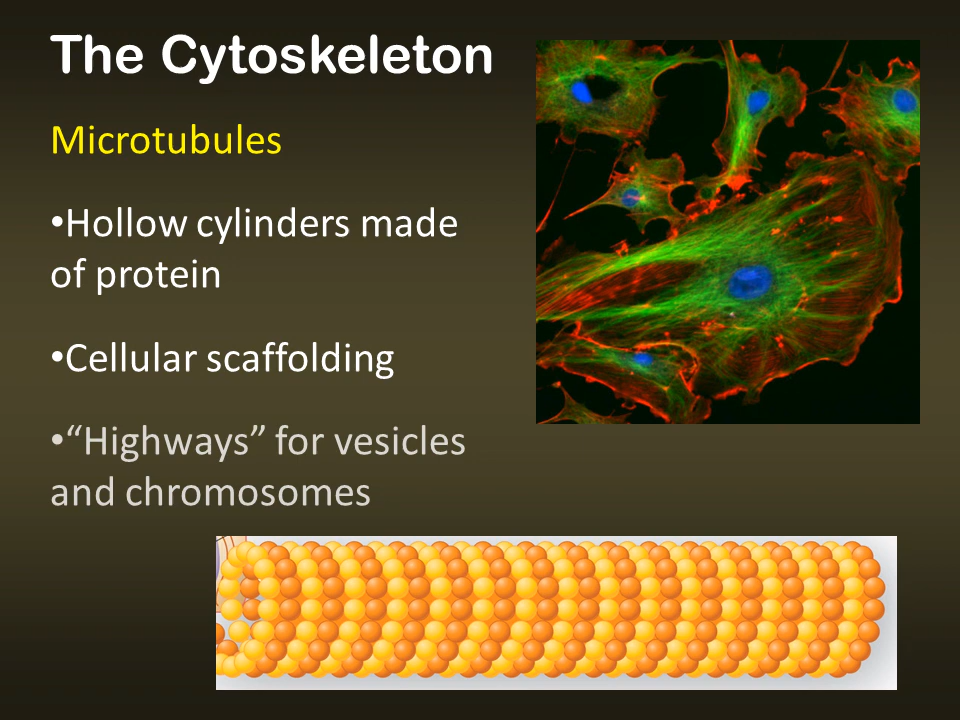 The Cytoskeleton
Microtubules
•Hollow cylinders made
of protein
•Cellular scaffolding
•“Highways” for vesicles
and chromosomes